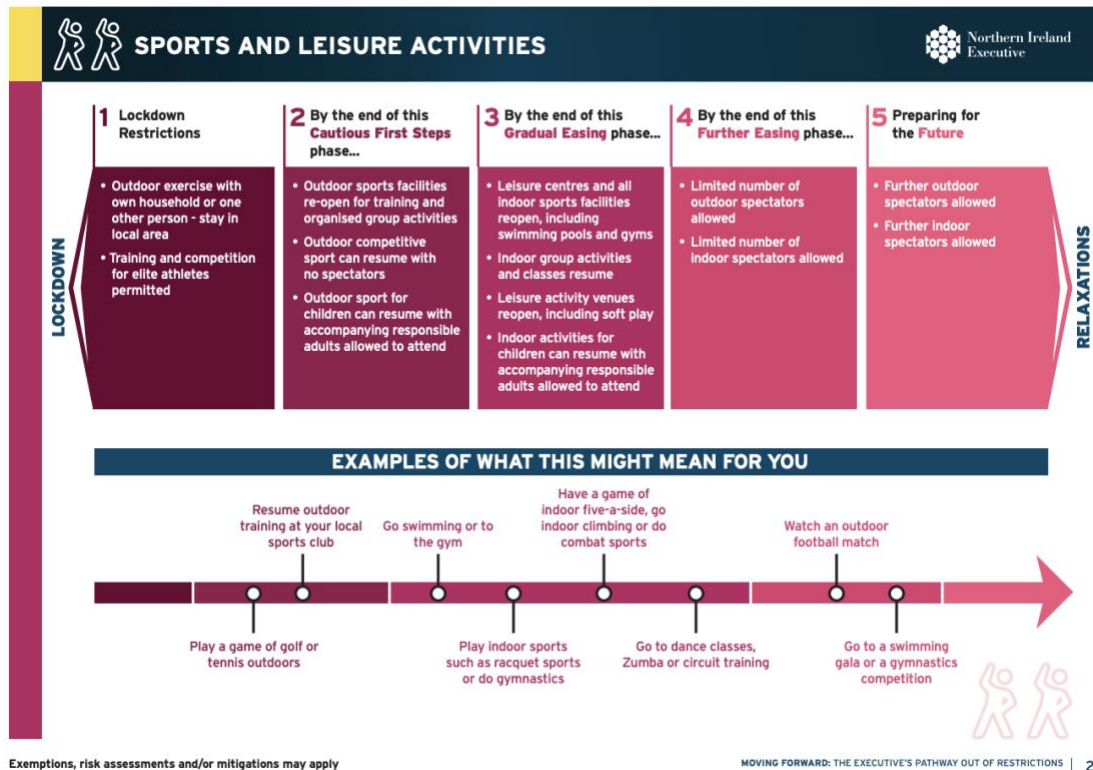 SPORTS AND LEISURE ACTIVITIES
Northern Ireland
Executive
LOCKDOWN
1 Lockdown
Restrictions
• Outdoor exercise with
own household or one
other person - stay in
local area
• Training and competition
for elite athletes
permitted
2 By the end of this
Cautious First Steps
phase...
• Outdoor sports facilities
re-open for training and
organised group activities
• Outdoor competitive
sport can resume with
no spectators
• Outdoor sport for
children can resume with
accompanying responsible
adults allowed to attend
3 By the end of this
Gradual Easing phase...
• Leisure centres and all
indoor sports facilities
reopen, including
swimming pools and gyms
• Indoor group activities
and classes resume
• Leisure activity venues
reopen, including soft play
• Indoor activities for
children can resume with
accompanying responsible
adults allowed to attend
4 By the end of this
Further Easing phase...
• Limited number of
outdoor spectators
allowed
• Limited number of
indoor spectators allowed
5 Preparing for
the Future
• Further outdoor
spectators allowed
• Further indoor
spectators allowed
RELAXATIONS
EXAMPLES OF WHAT THIS MIGHT MEAN FOR YOU
Resume outdoor
training at your local
sports club
Go swimming or to
the gym
Have a game of
indoor five-a-side, go
indoor climbing or do
combat sports
Watch an outdoor
football match
Play a game of golf or
tennis outdoors
Play indoor sports
such as racquet sports
or do gymnastics
Go to dance classes,
Zumba or circuit training
Go to a swimming
gala or a gymnastics
competition
Exemptions, risk assessments and/or mitigations may apply
MOVING FORWARD: THE EXECUTIVE'S PATHWAY OUT OF RESTRICTIONS | 2